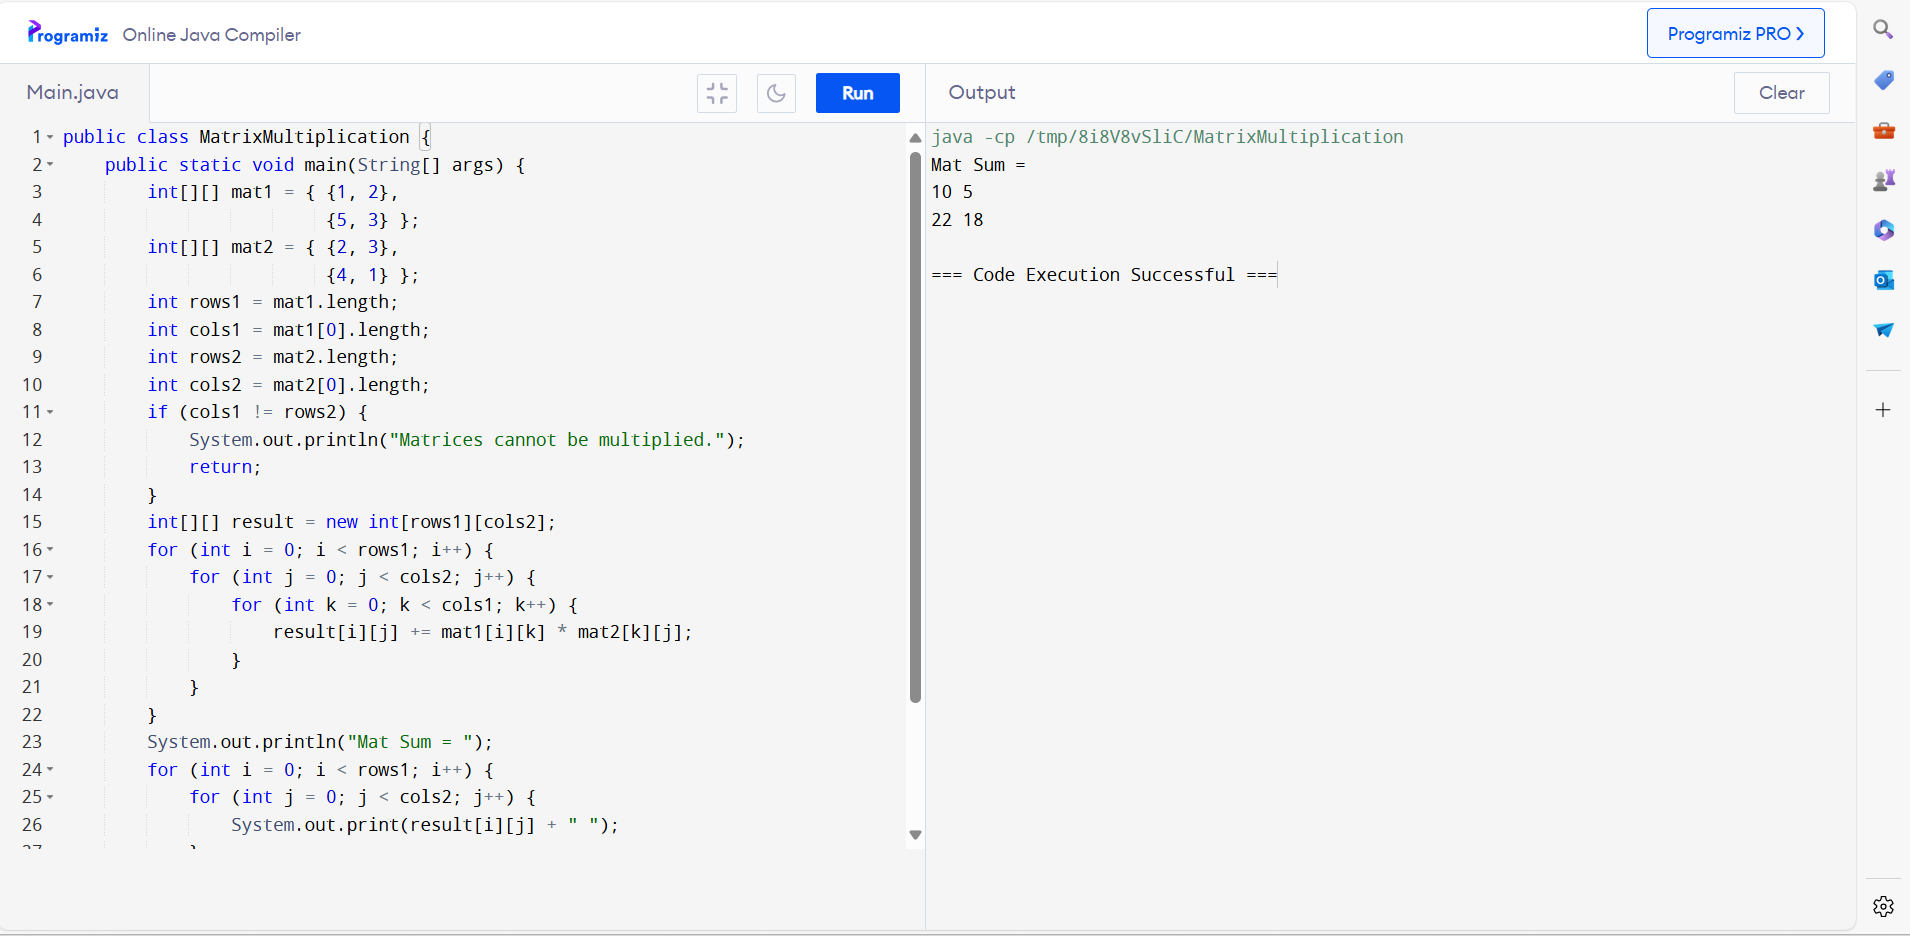 Programiz Online Java Compiler
Programiz PRO ❯
Main.java
Run
Output
Clear
1 public class MatrixMultiplication {
2     public static void main(String[] args) {
3         int[][] mat1 = { {1, 2},
4                          {5, 3} };
5         int[][] mat2 = { {2, 3},
6                          {4, 1} };
7         int rows1 = mat1.length;
8         int cols1 = mat1[0].length;
9         int rows2 = mat2.length;
10         int cols2 = mat2[0].length;
11         if (cols1 != rows2) {
12             System.out.println("Matrices cannot be multiplied.");
13             return;
14         }
15         int[][] result = new int[rows1][cols2];
16         for (int i = 0; i < rows1; i++) {
17             for (int j = 0; j < cols2; j++) {
18                 for (int k = 0; k < cols1; k++) {
19                     result[i][j] += mat1[i][k] * mat2[k][j];
20                 }
21             }
22         }
23         System.out.println("Mat Sum = ");
24         for (int i = 0; i < rows1; i++) {
25             for (int j = 0; j < cols2; j++) {
26                 System.out.print(result[i][j] + " ");
java -cp /tmp/8i8V8vSliC/MatrixMultiplication
Mat Sum =
10 5
22 18
=== Code Execution Successful ===